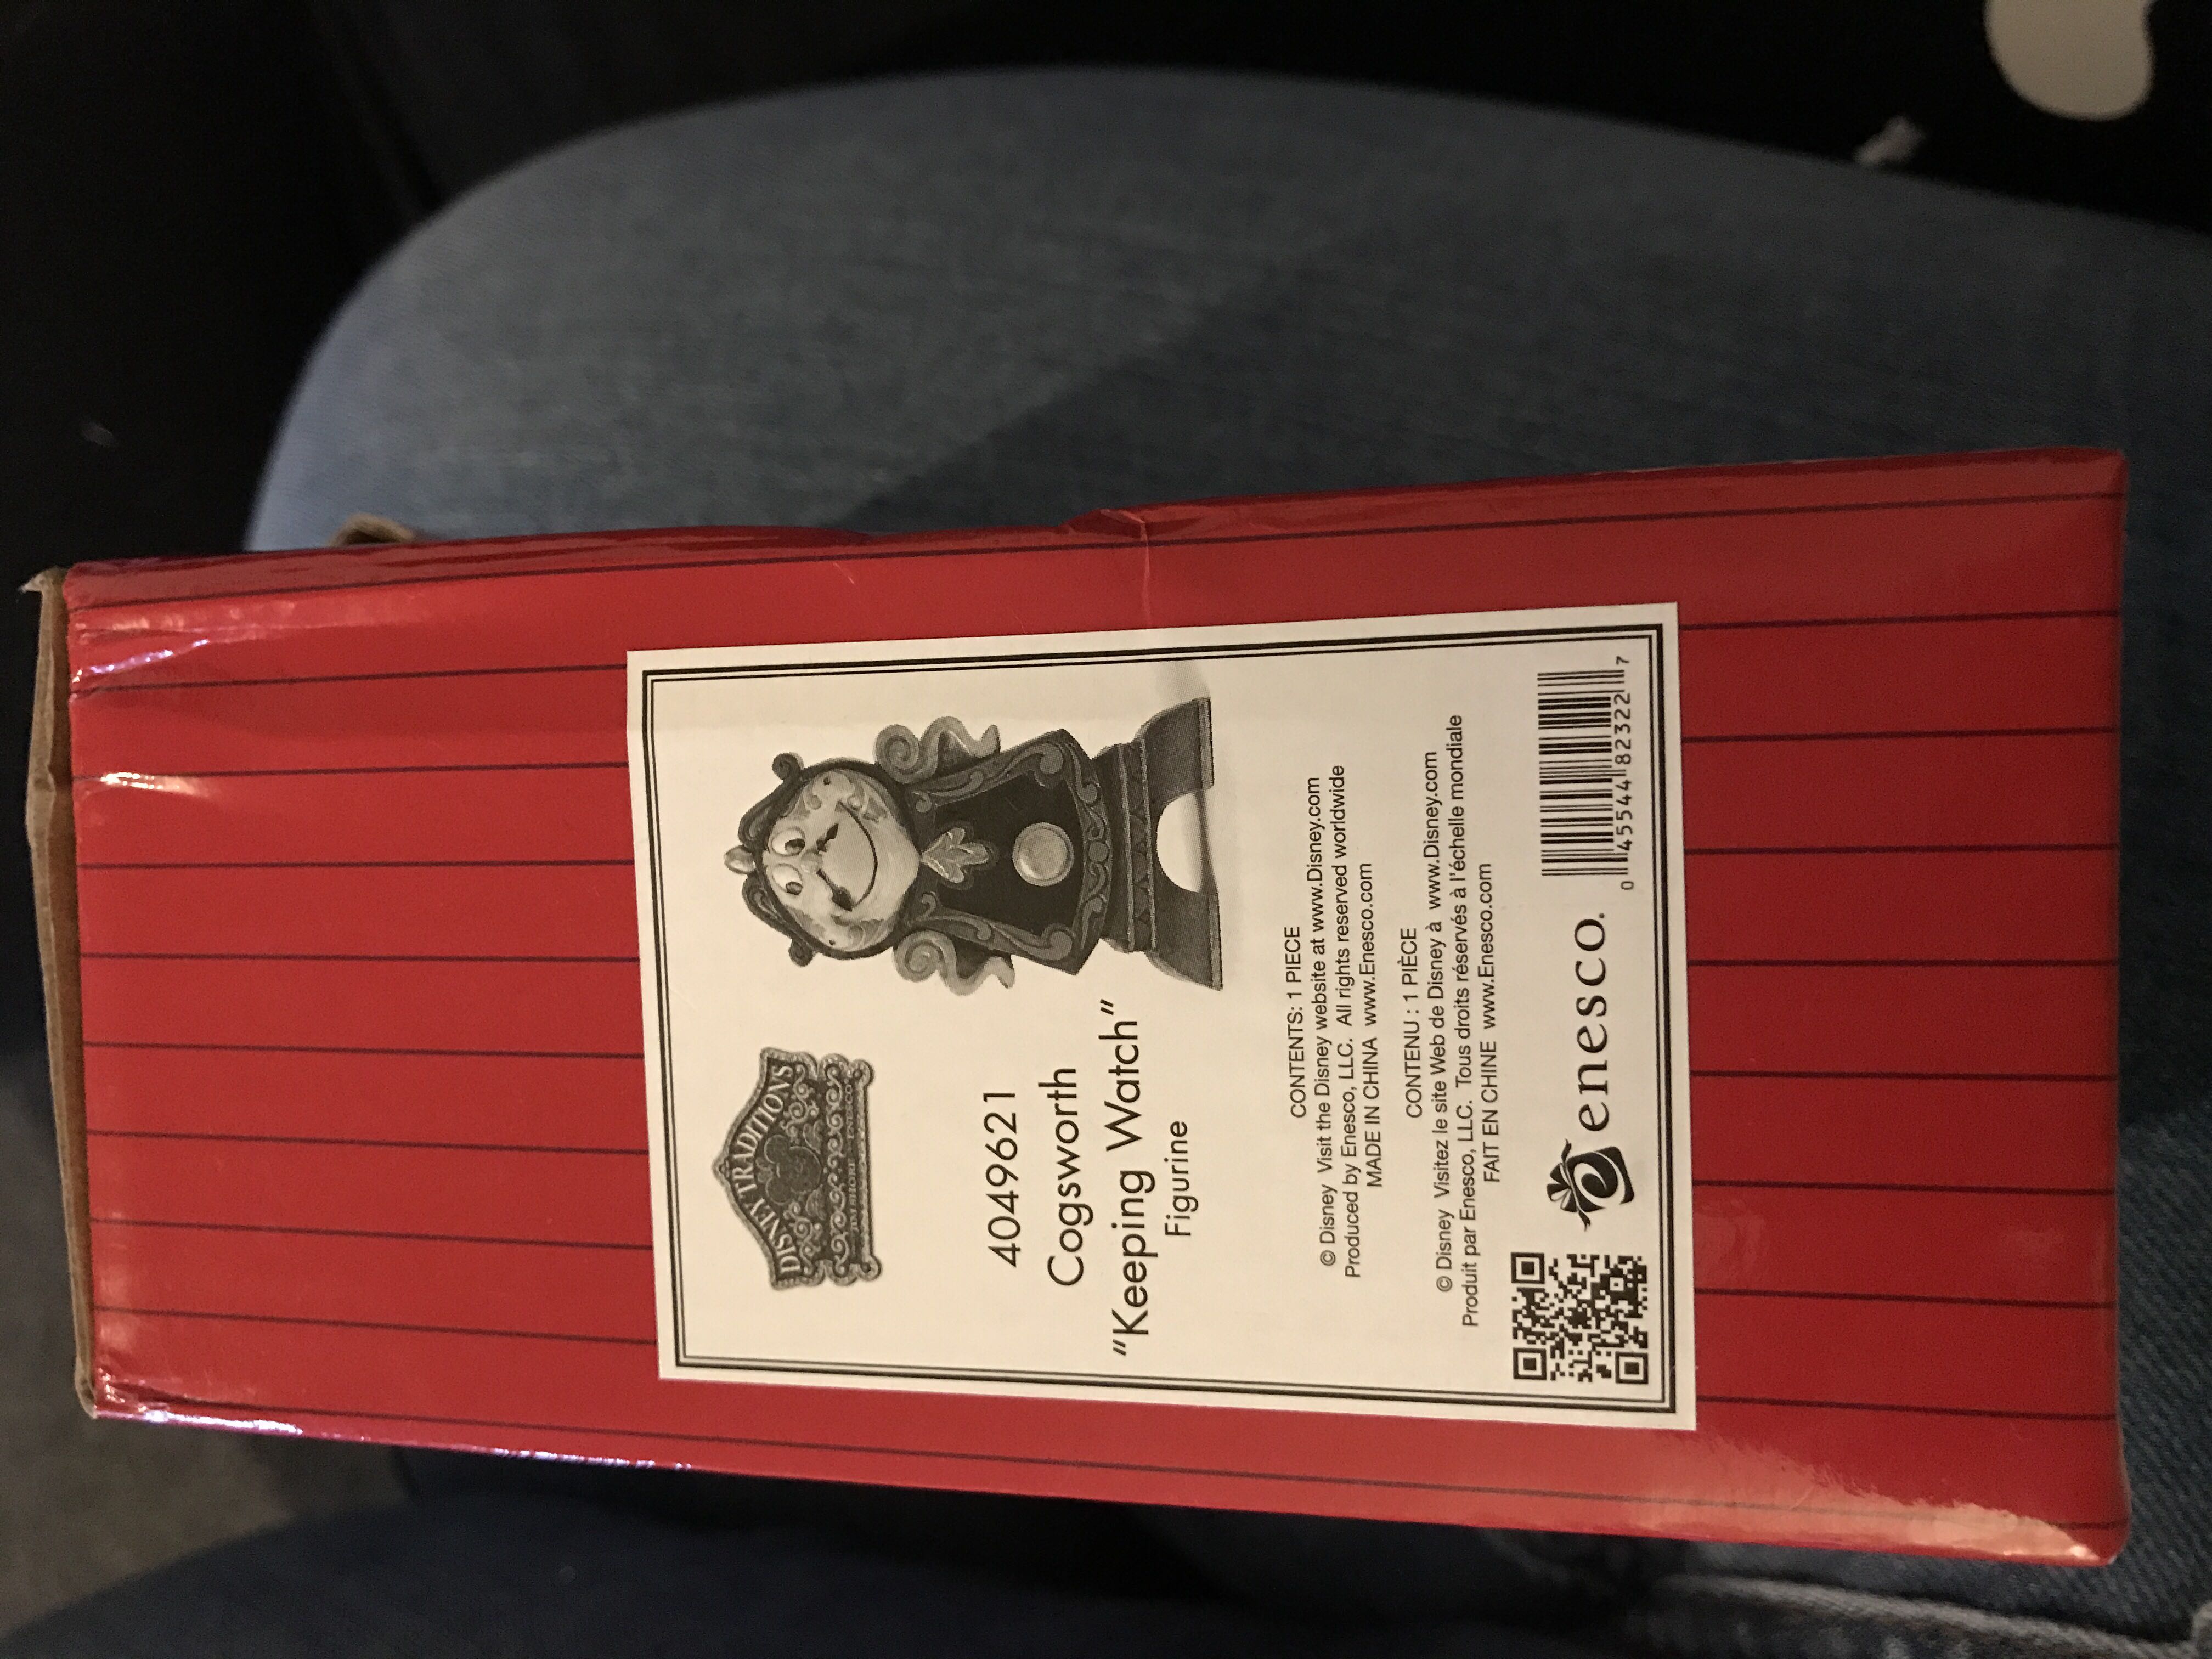 DISNEY TRADITIONS
JIM SHORE ENESCO
4049621
Cogsworth
"Keeping Watch"
Figurine
CONTENTS: 1 PIECE
© Disney Visit the Disney website at www.Disney.com
Produced by Enesco, LLC. All rights reserved worldwide
MADE IN CHINA www.Enesco.com
CONTENU : 1 PIÈCE
© Disney Visitez le site Web de Disney à www.Disney.com
Produit par Enesco, LLC. Tous droits réservés à l'échelle mondiale
FAIT EN CHINE www.Enesco.com
enesco.
0 45544 82322 7